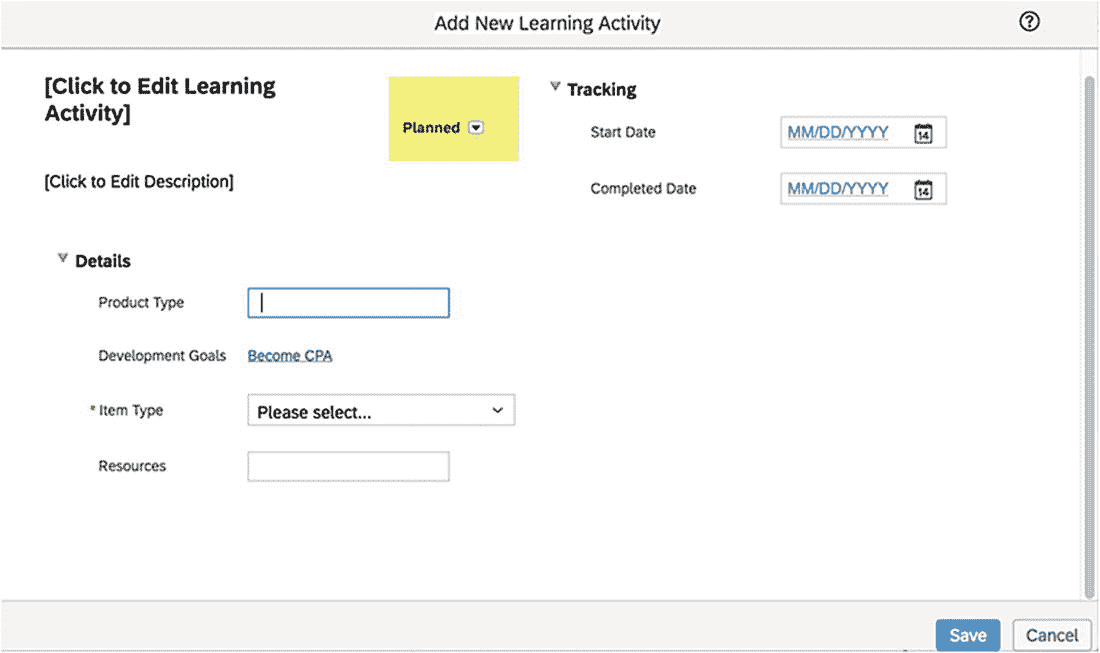 Add New Learning Activity
[Click to Edit Learning
Activity]
Planned
[Click to Edit Description]
Tracking
Start Date
MM/DD/YYYY
14
Completed Date
MM/DD/YYYY
14
Details
Product Type
Development Goals
Become CPA
* Item Type
Please select...
Resources
Save
Cancel